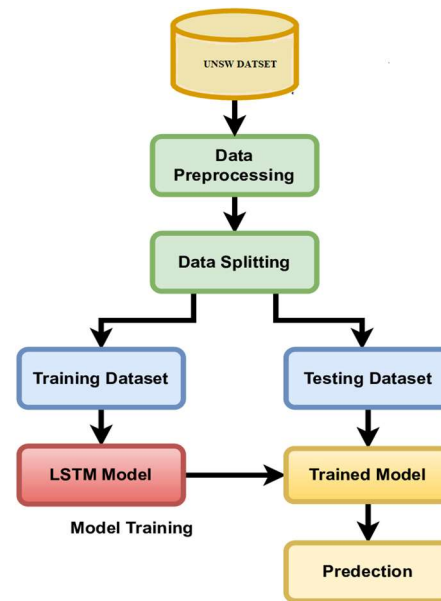 UNSW DATSET
Data
Preprocessing
Data Splitting
Training Dataset
Testing Dataset
LSTM Model
Trained Model
Model Training
Predection